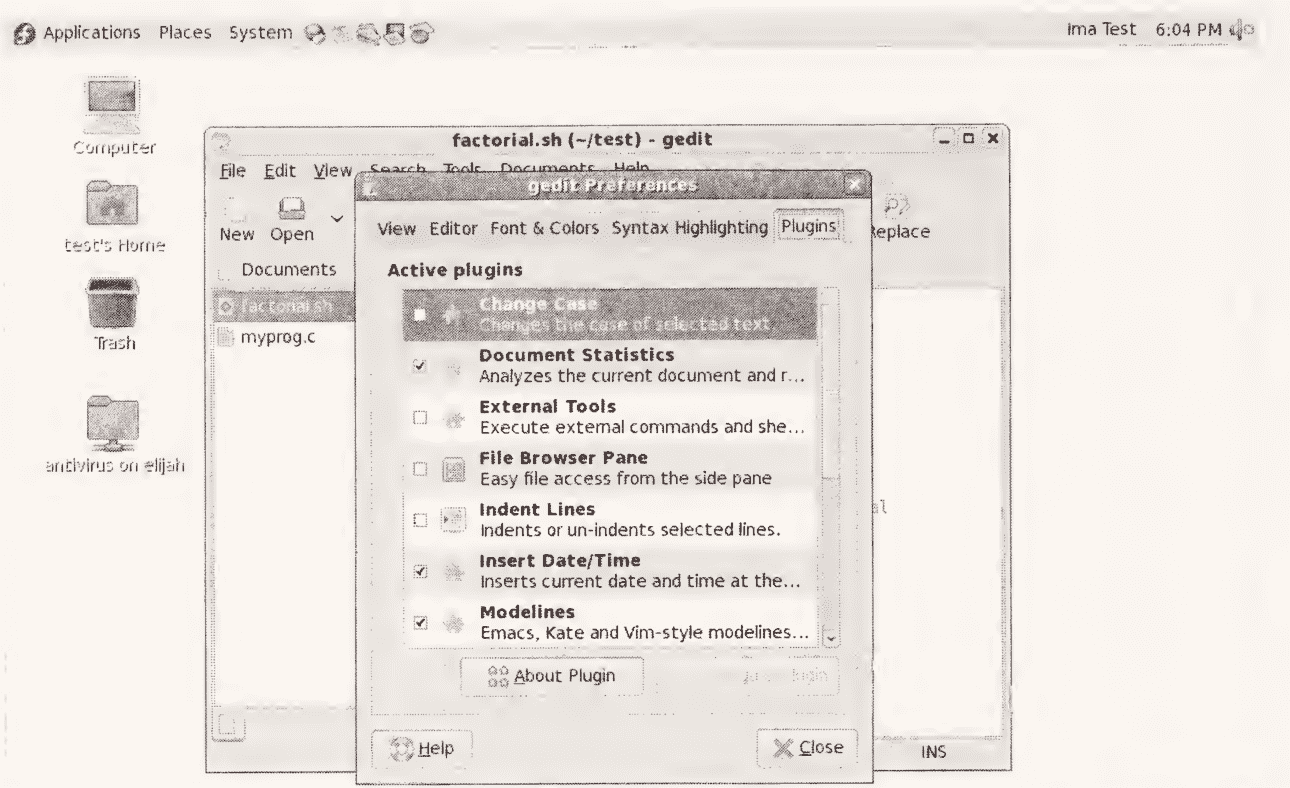 Applications Places System ima Test 6:04 PM
Computer
test's Home
Trash
antivirus on elijah
factorial.sh (~/test) - gedit
File Edit View Search Tools Documents Help
New Open Replace
Documents
factorial.sh
myprog.c
gedit Preferences
View Editor Font & Colors Syntax Highlighting Plugins
Active plugins
Change Case
Changes the case of selected text
Document Statistics
Analyzes the current document and r...
External Tools
Execute external commands and she...
File Browser Pane
Easy file access from the side pane
Indent Lines
Indents or un-indents selected lines.
Insert Date/Time
Inserts current date and time at the...
Modelines
Emacs, Kate and Vim-style modelines...
About Plugin
Help Close
INS